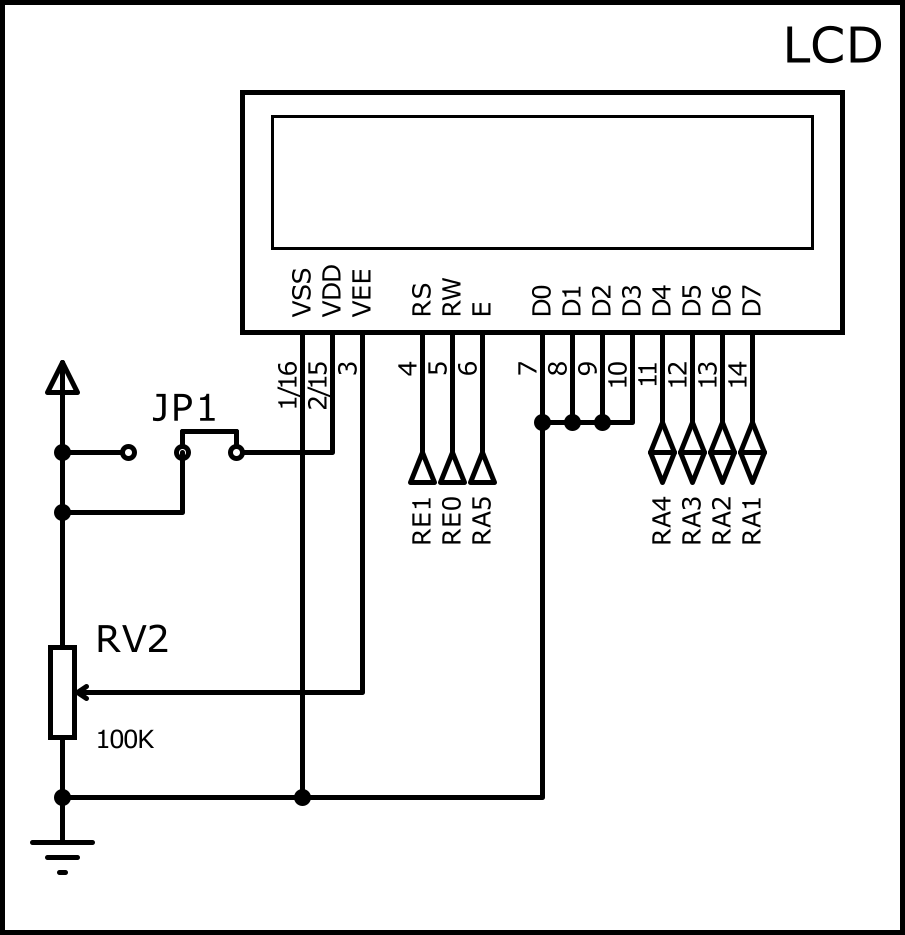 LCD
VSS
VDD
VEE
RS
RW
E
D0
D1
D2
D3
D4
D5
D6
D7
1/16
2/15
3
4
5
6
7
8
9
10
11
12
13
14
JP1
RE1
RE0
RA5
RA4
RA3
RA2
RA1
RV2
100K